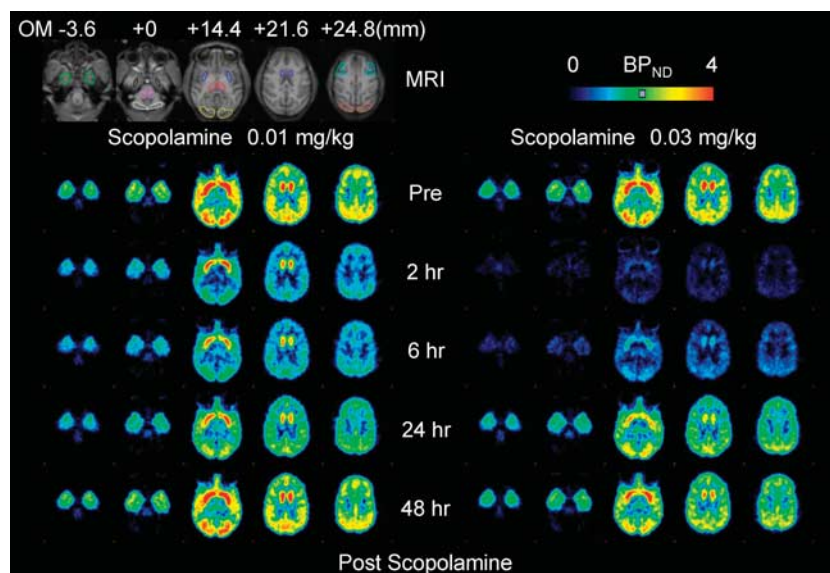 OM -3.6 +0 +14.4 +21.6 +24.8(mm)
MRI
0 BP_ND 4
Scopolamine 0.01 mg/kg
Scopolamine 0.03 mg/kg
Pre
2 hr
6 hr
24 hr
48 hr
Post Scopolamine